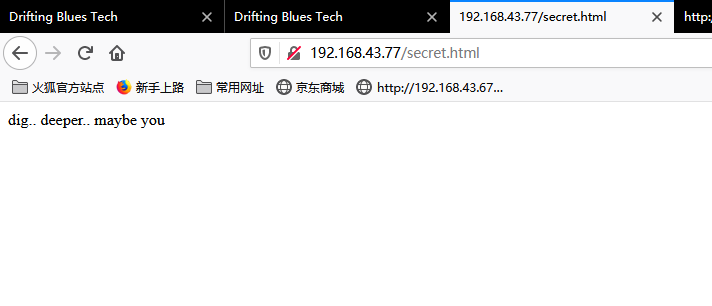 Drifting Blues Tech
Drifting Blues Tech
192.168.43.77/secret.html
http:/
192.168.43.77/secret.html
火狐官方站点
新手上路
常用网址
京东商城
http://192.168.43.67...
dig.. deeper.. maybe you